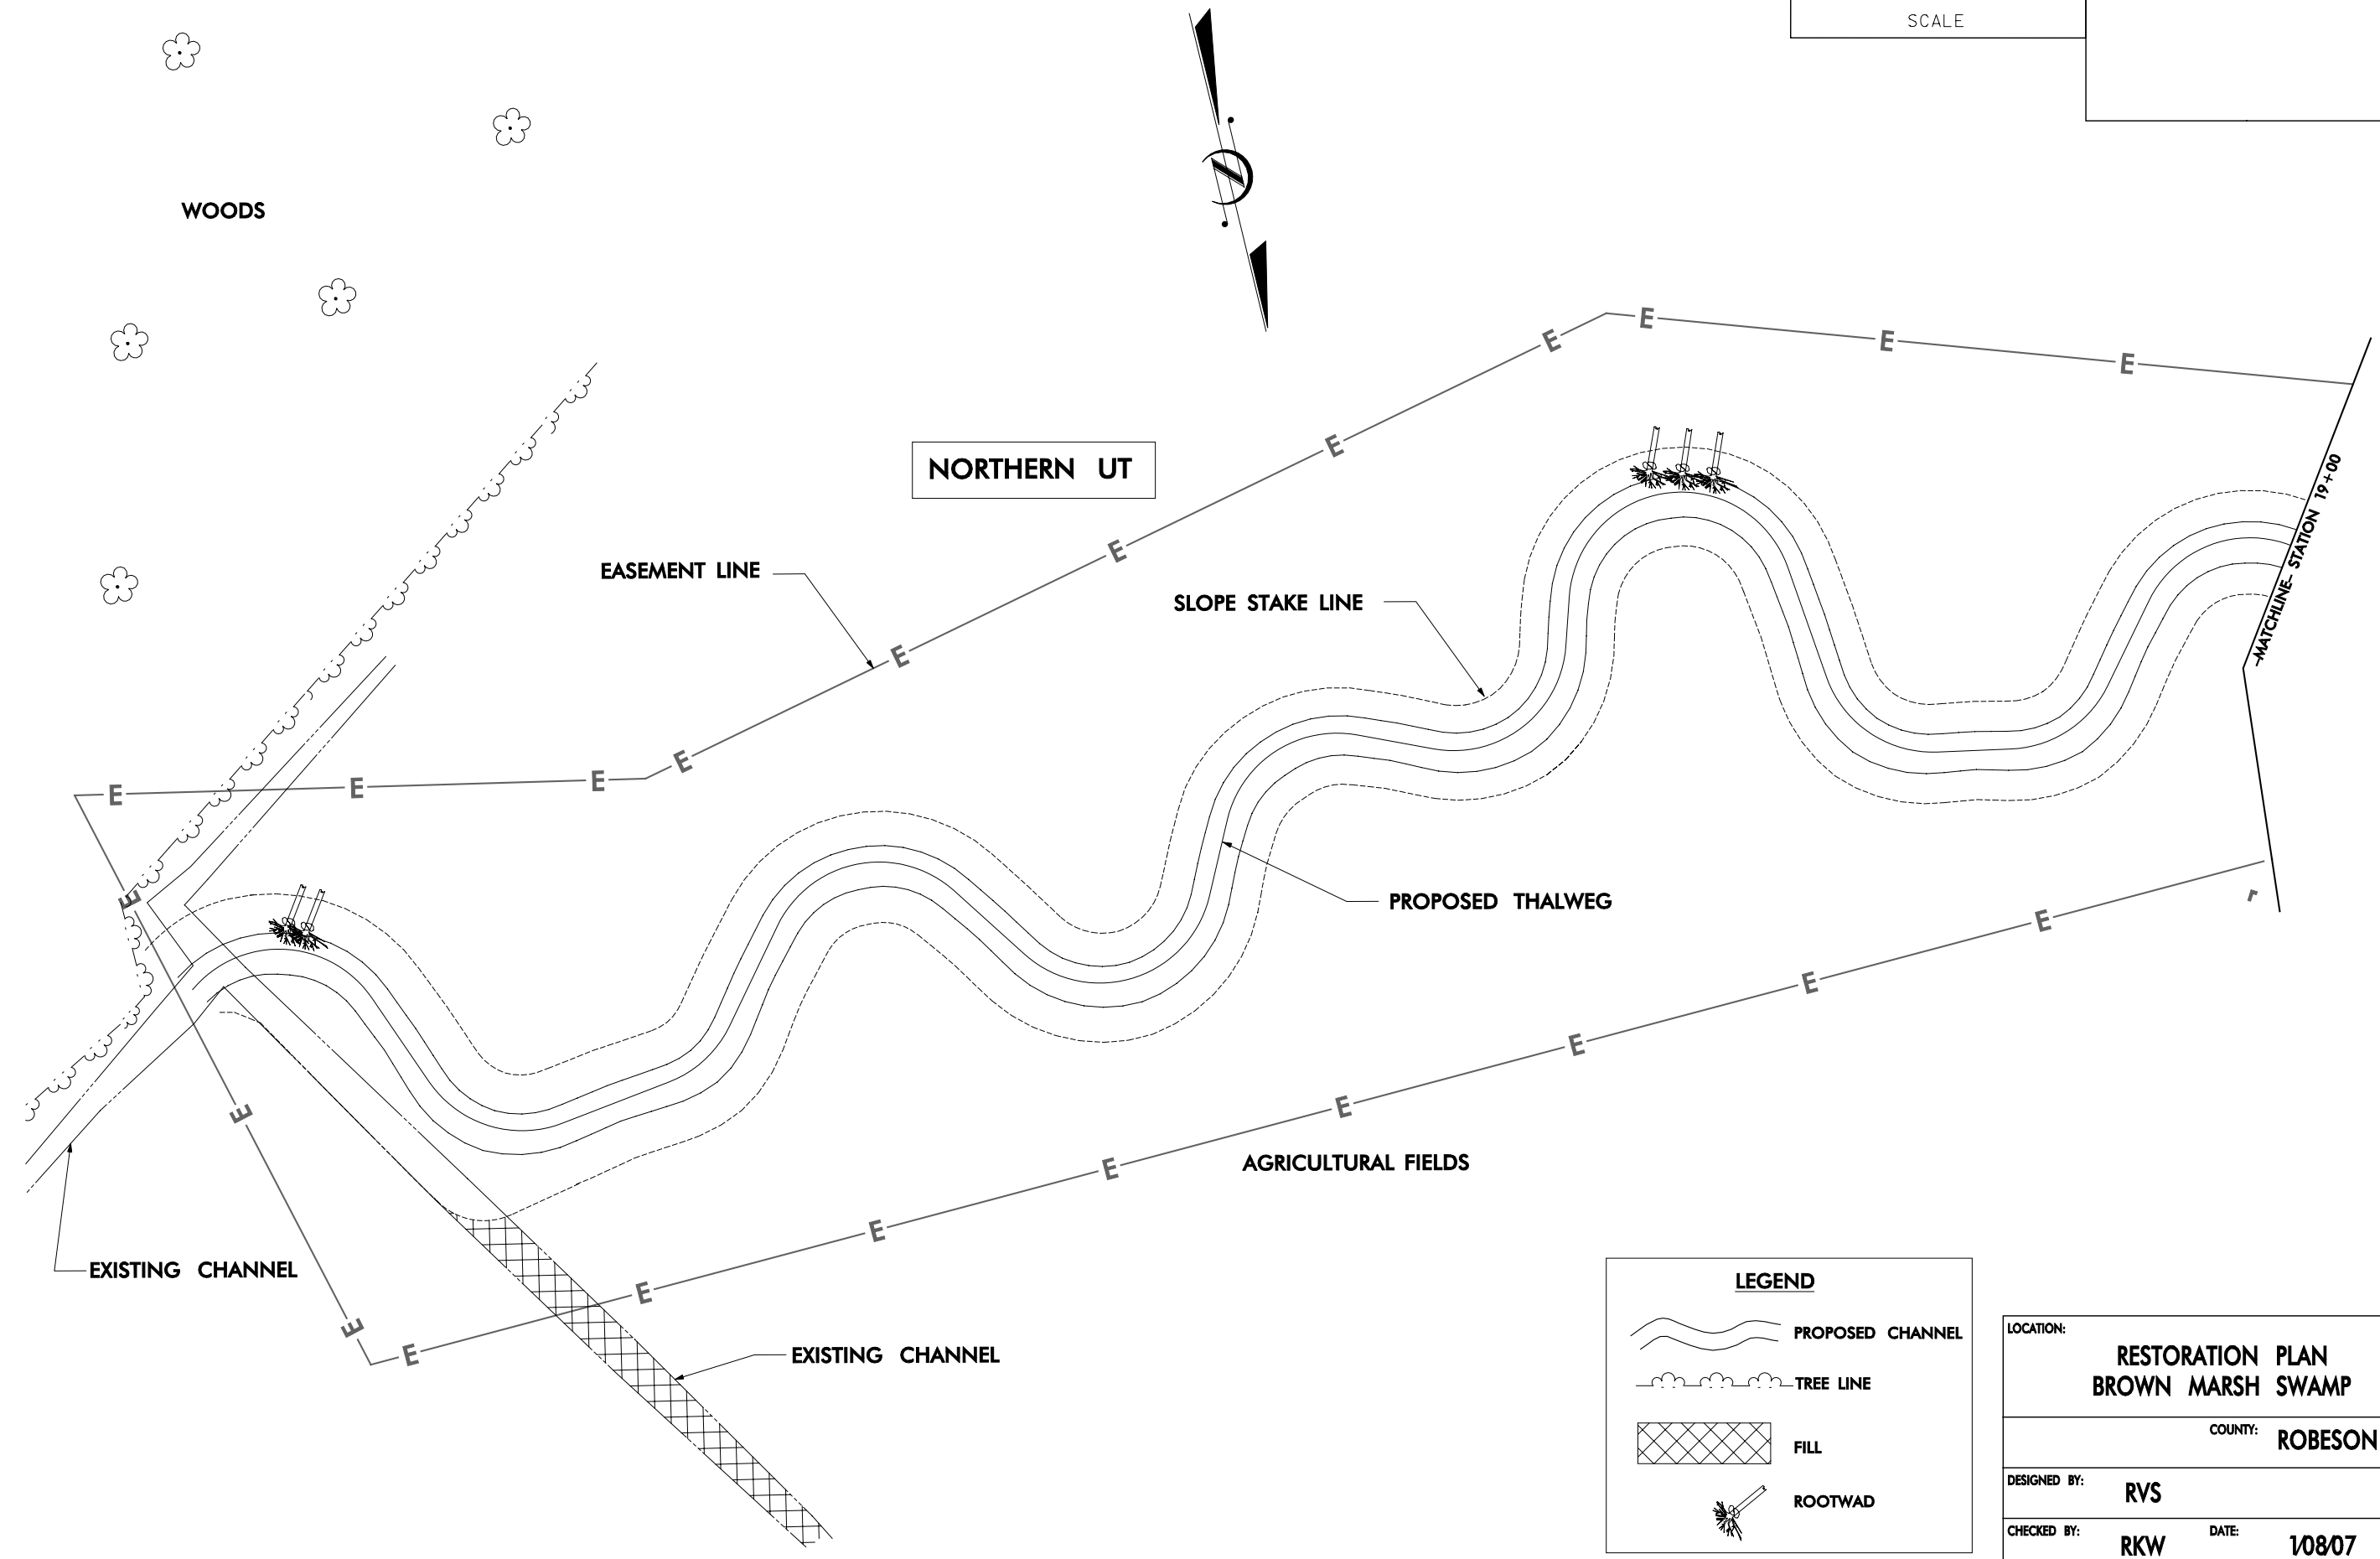 SCALE
N
WOODS
E
E
E
E
MATCHLINE- STATION 19+00
E
NORTHERN UT
E
EASEMENT LINE
SLOPE STAKE LINE
E
E
E
E
E
E
PROPOSED THALWEG
E
E
E
E
E
E
AGRICULTURAL FIELDS
E
E
EXISTING CHANNEL
E
E
E
EXISTING CHANNEL
LEGEND
PROPOSED CHANNEL
TREE LINE
FILL
ROOTWAD
LOCATION:
RESTORATION PLAN
BROWN MARSH SWAMP
COUNTY: ROBESON
DESIGNED BY: RVS
CHECKED BY: RKW DATE: 1/08/07